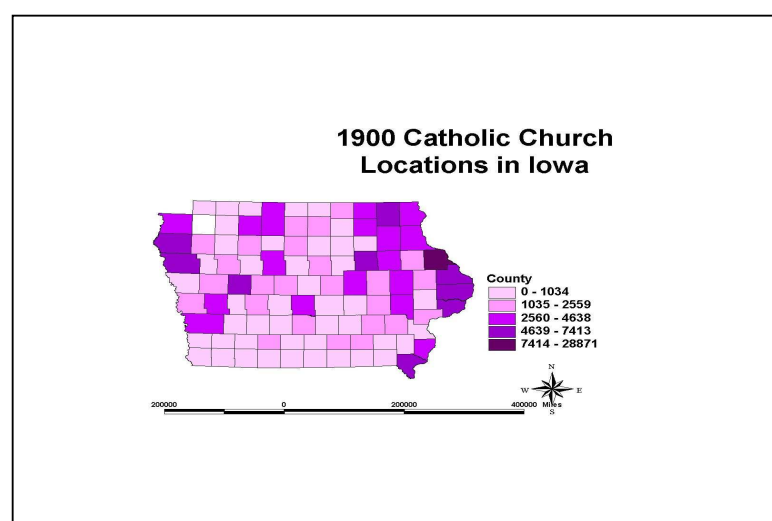 1900 Catholic Church
Locations in Iowa
County
0 - 1034
1035 - 2559
2560 - 4638
4639 - 7413
7414 - 28871
N
W E
S
200000 0 200000 400000 Miles